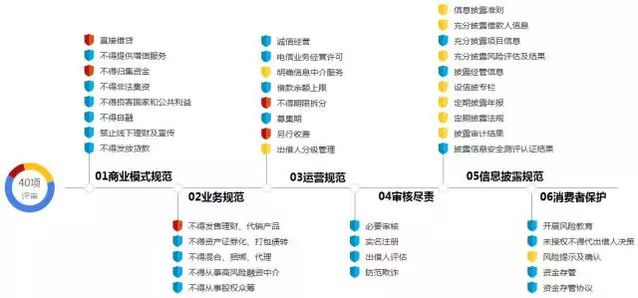 40项
评审
直接借贷
不得提供增信服务
不得归集资金
不得非法集资
不得损害国家和公共利益
不得自融
禁止线下理财及宣传
不得发放贷款
01商业模式规范
02业务规范
不得发售理财、代销产品
不得资产证券化、打包债转
不得混合、捆绑、代理
不得从事高风险融资中介
不得从事股权众筹
诚信经营
电信业务经营许可
明确信息中介服务
借款余额上限
不得期限拆分
募集期
另行收费
出借人分级管理
03运营规范
04审核尽责
必要审核
实名注册
出借人评估
防范欺诈
信息披露准则
充分披露借款人信息
充分披露项目信息
充分披露风险评估及结果
披露经管信息
设信披专栏
定期披露年报
定期披露法规
披露审计结果
披露信息安全测评认证结果
05信息披露规范
06消费者保护
开展风险教育
未授权不得代出借人决策
风险提示及确认
资金存管
资金存管协议